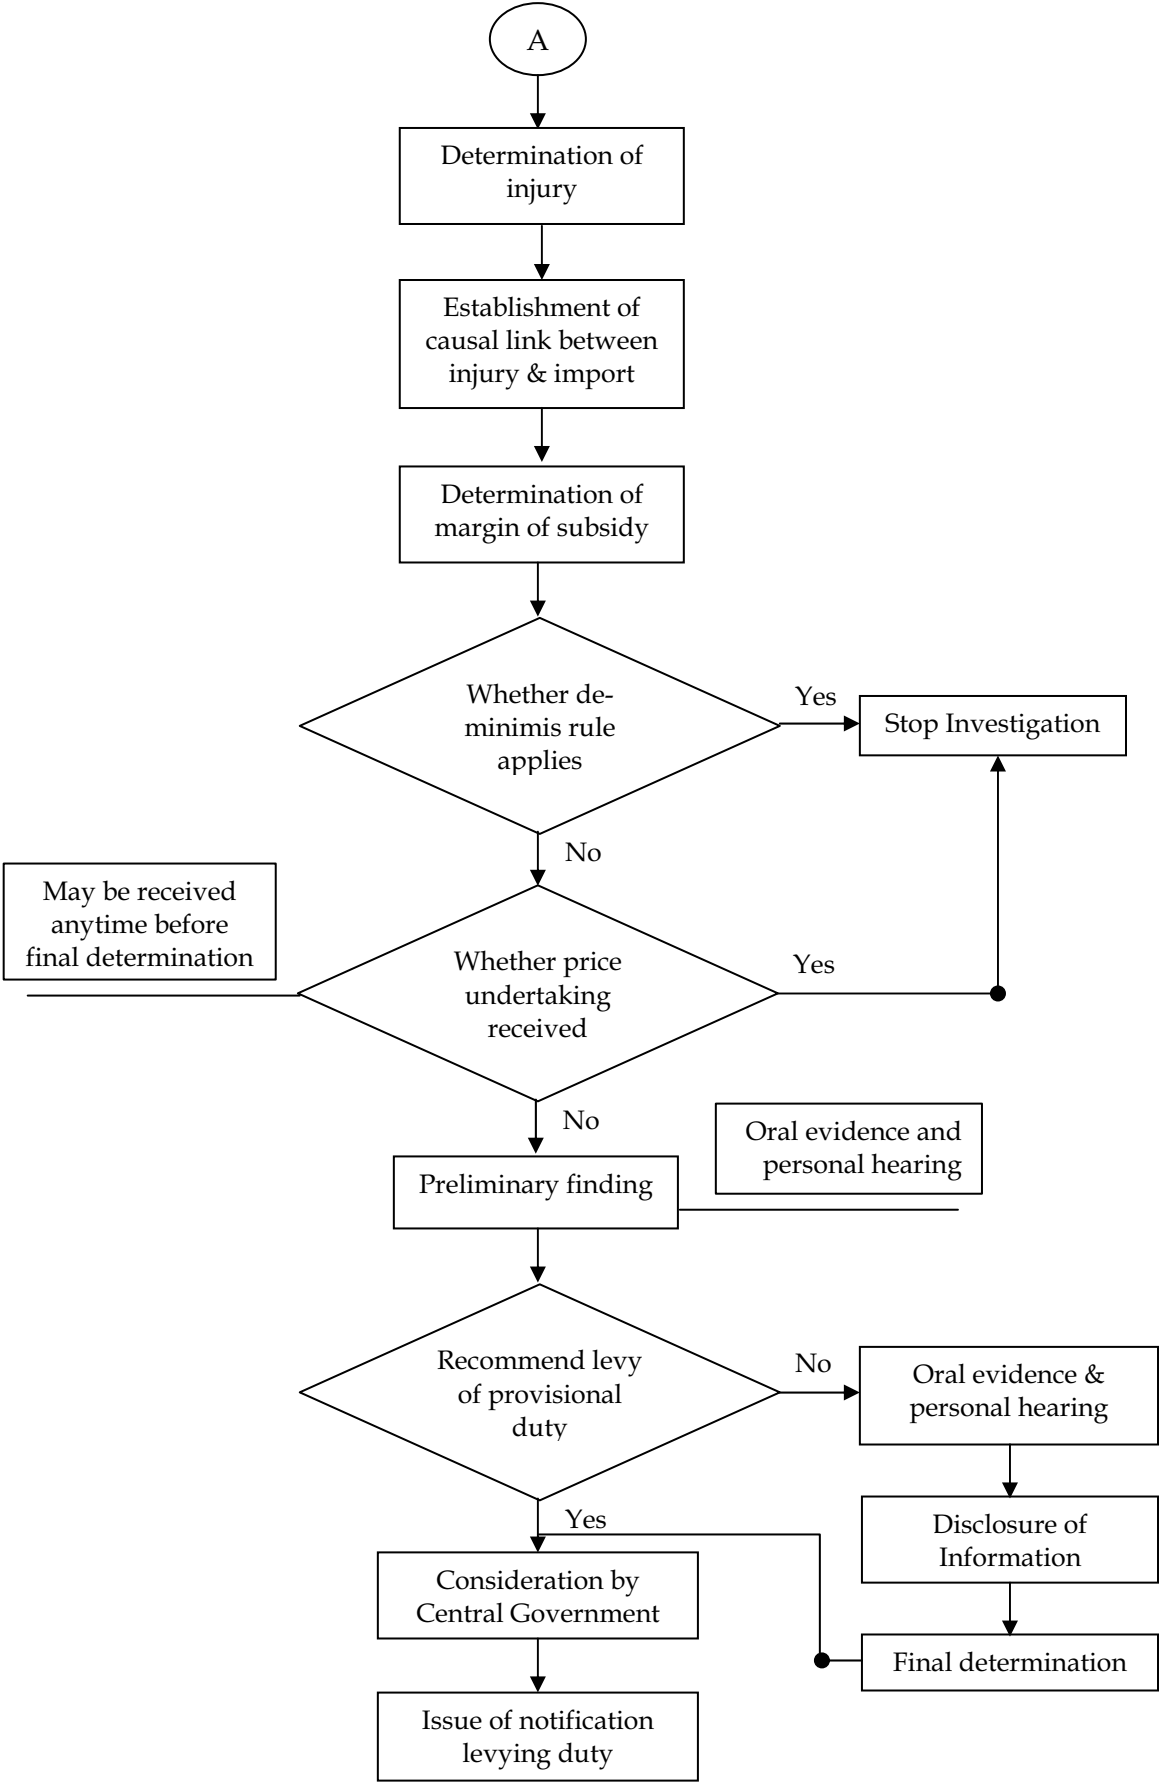 A
Determination of
injury
Establishment of
causal link between
injury & import
Determination of
margin of subsidy
Whether de-
minimis rule
applies
Yes
Stop Investigation
No
May be received
anytime before
final determination
Whether price
undertaking
received
Yes
No
Oral evidence and
personal hearing
Preliminary finding
Recommend levy
of provisional
duty
No
Oral evidence &
personal hearing
Yes
Disclosure of
Information
Consideration by
Central Government
Final determination
Issue of notification
levying duty